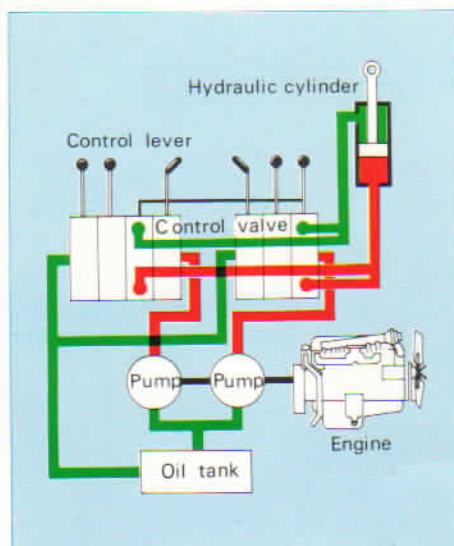 Hydraulic cylinder
Control lever
Control valve
Pump
Pump
Engine
Oil tank